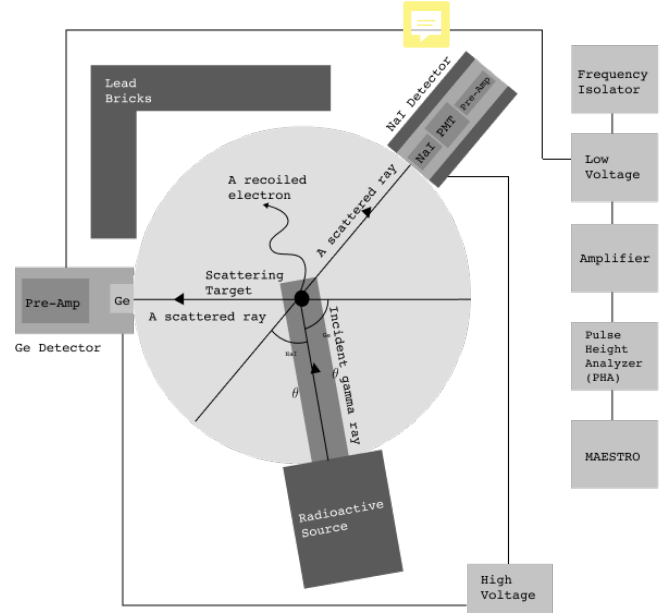 Lead
Bricks
NaI Detector
NaI
PMT
Pre-Amp
Frequency
Isolator
Low
Voltage
Amplifier
Pulse
Height
Analyzer
(PHA)
MAESTRO
A recoiled
electron
A scattered ray
Scattering
Target
Pre-Amp
Ge
A scattered ray
Ge Detector
Incident gamma ray
NaI
Ge
θ
θ
Radioactive
Source
High
Voltage